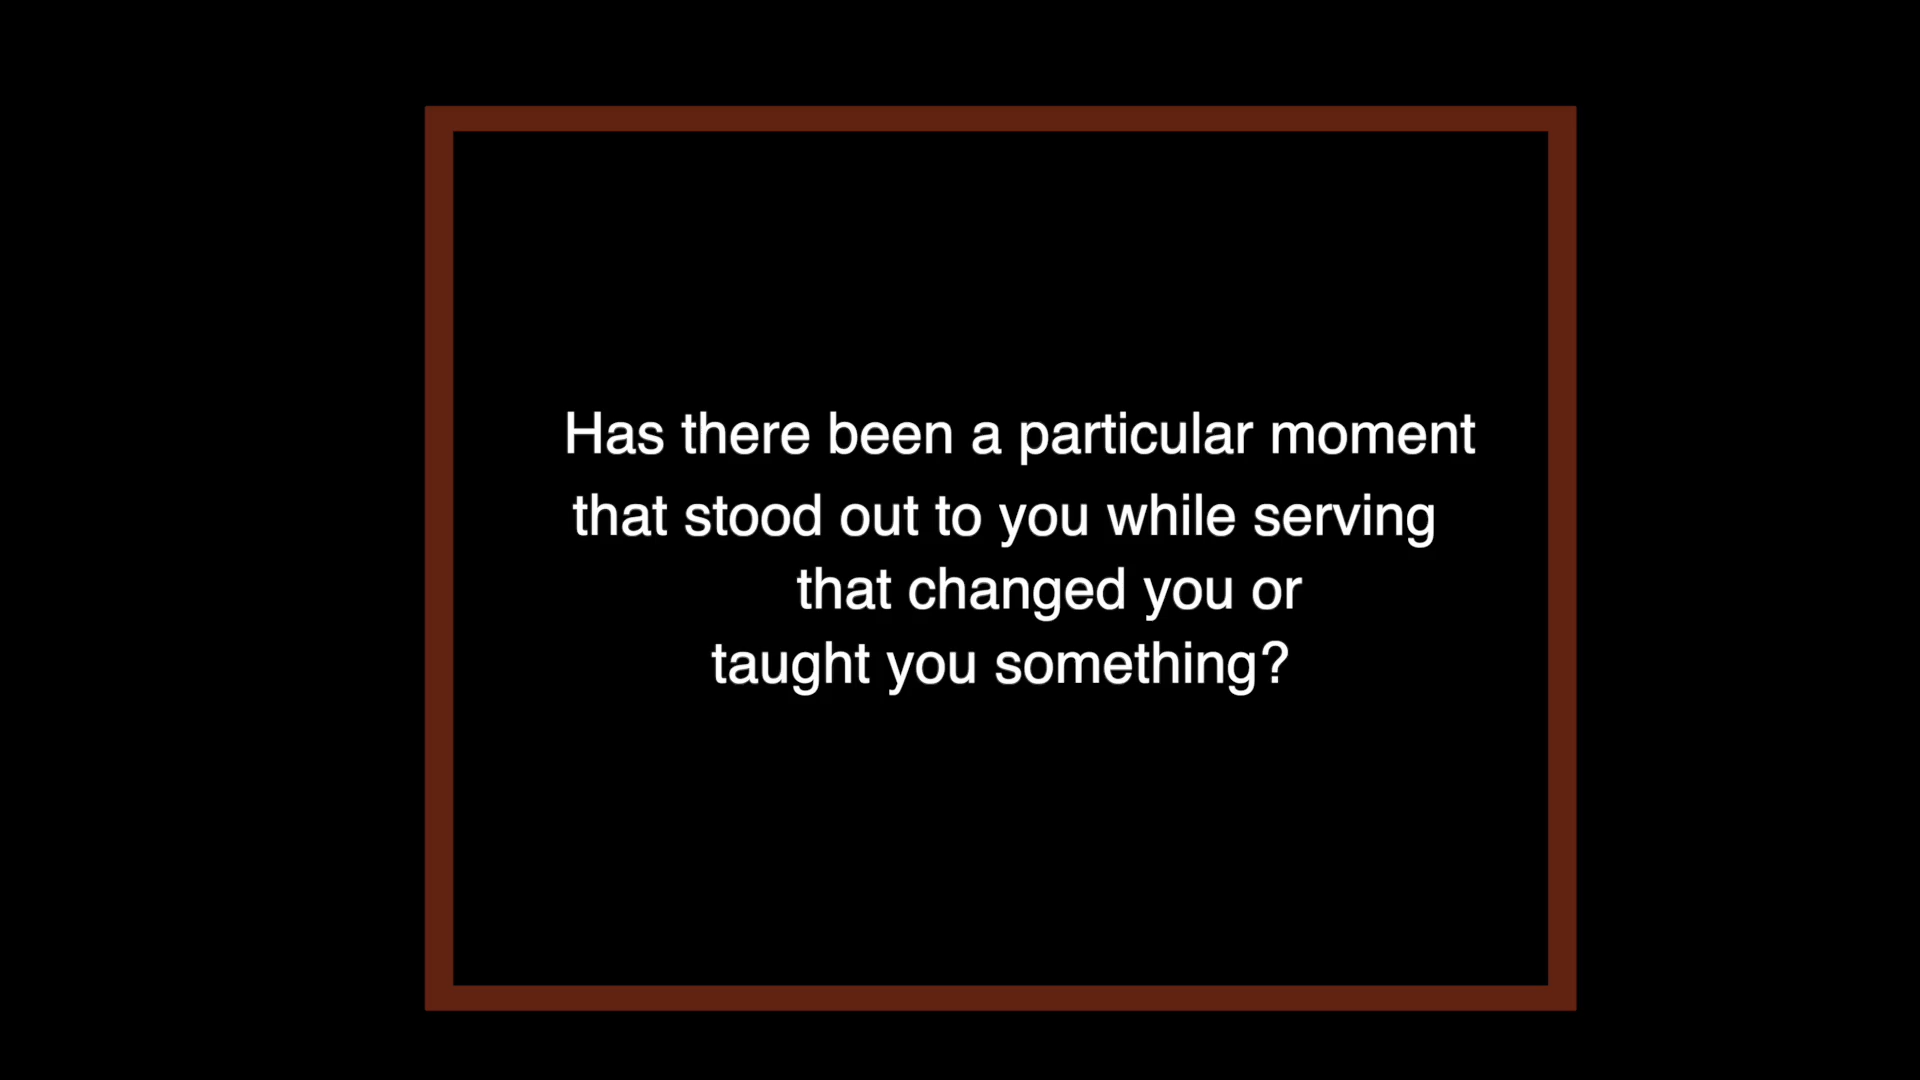 Has there been a particular moment
that stood out to you while serving
that changed you or
taught you something?